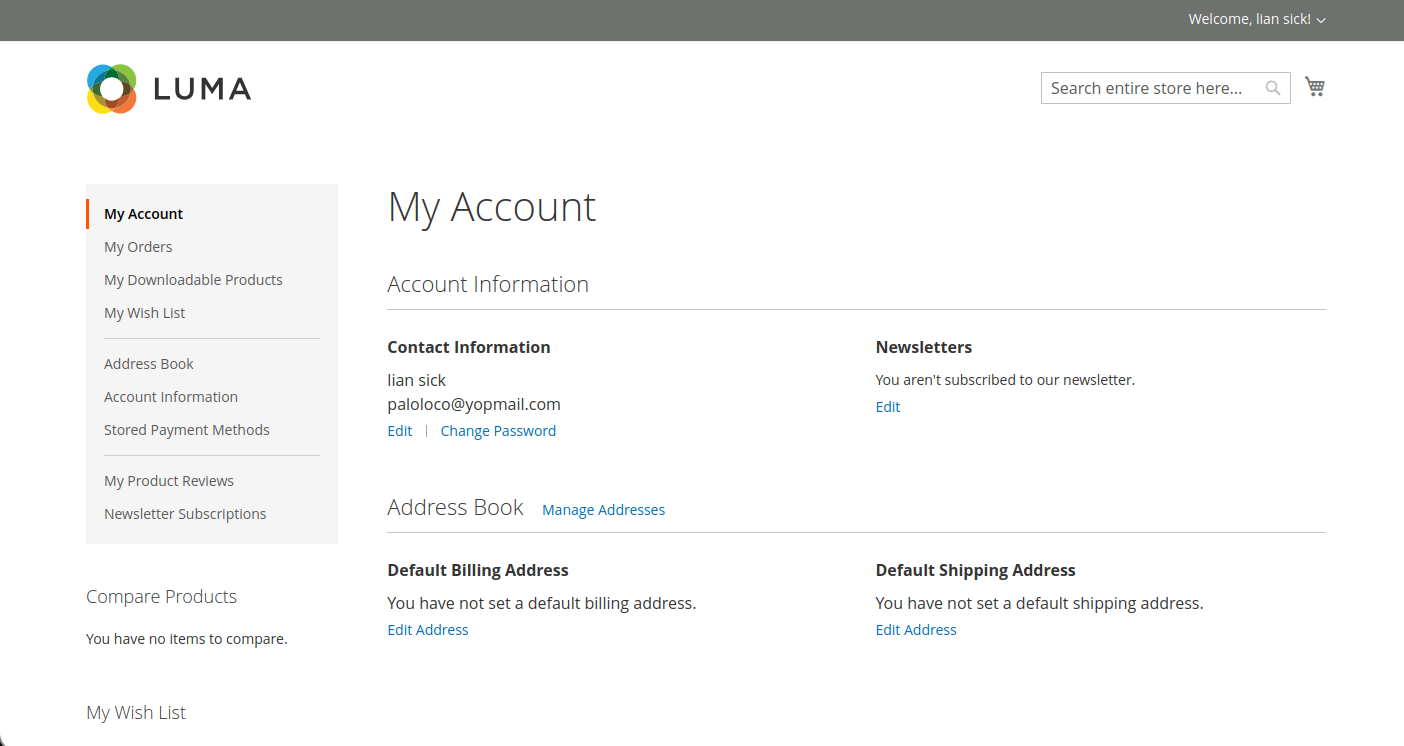 Welcome, lian sick!
LUMA
Search entire store here...
My Account
My Orders
My Downloadable Products
My Wish List
Address Book
Account Information
Stored Payment Methods
My Product Reviews
Newsletter Subscriptions
Compare Products
You have no items to compare.
My Wish List
My Account
Account Information
Contact Information
lian sick
paloloco@yopmail.com
Edit | Change Password
Newsletters
You aren't subscribed to our newsletter.
Edit
Address Book Manage Addresses
Default Billing Address
You have not set a default billing address.
Edit Address
Default Shipping Address
You have not set a default shipping address.
Edit Address